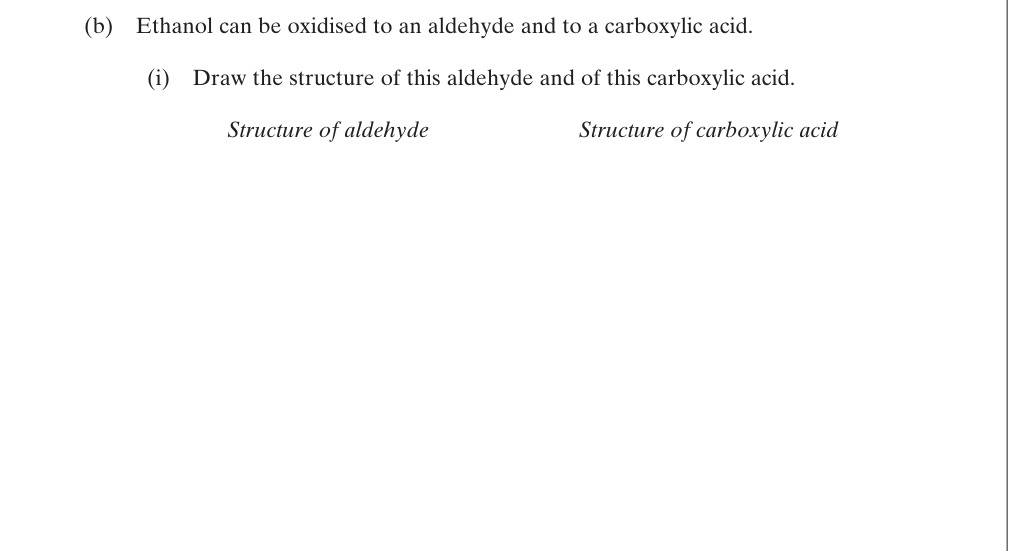 (b) Ethanol can be oxidised to an aldehyde and to a carboxylic acid.
(i) Draw the structure of this aldehyde and of this carboxylic acid.
Structure of aldehyde Structure of carboxylic acid